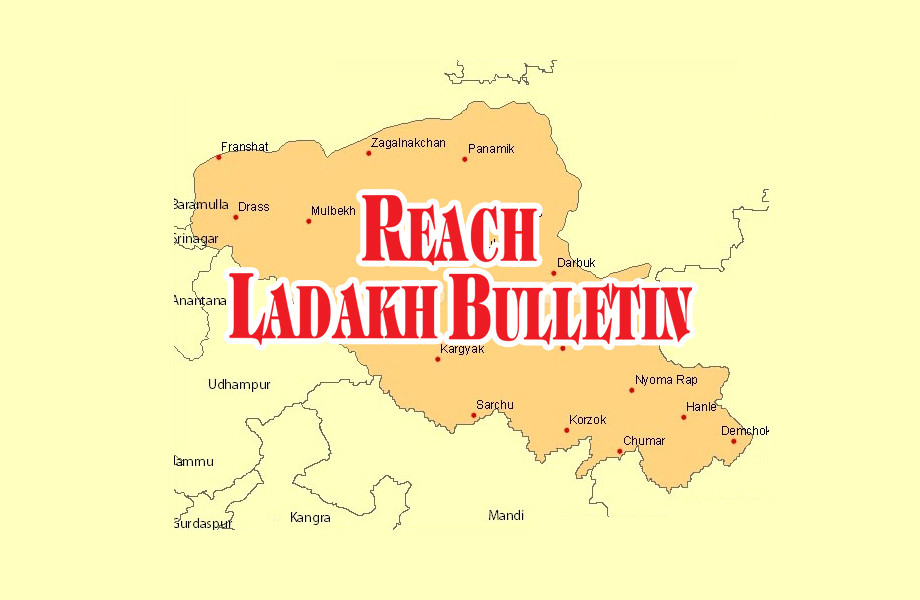 Franshat
Zagalnakchan
Panamik
Baramulla
Drass
Mulbekh
REACH
Srinagar
Darbuk
Anantana
LADAKH BULLETIN
Kargyak
Udhampur
Nyoma Rap
Sarchu
Hanle
Korzok
Demchok
Chumar
Jammu
Mandi
Kangra
Gurdaspur